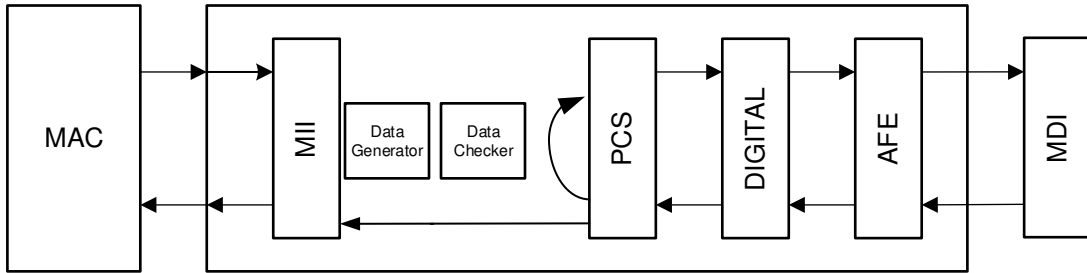 MAC
MII
Data
Generator
Data
Checker
PCS
DIGITAL
AFE
MDI